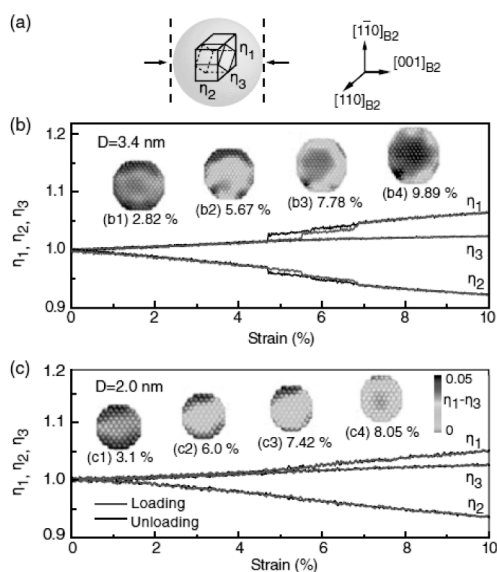 (a)
η1
η2
η3
[11̄0]B2
[001]B2
[110]B2
(b)
1.2
D=3.4 nm
(b1) 2.82 %
(b2) 5.67 %
(b3) 7.78 %
(b4) 9.89 %
η1, η2, η3
1.1
1.0
0.9
η1
η3
η2
0 2 4 6 8 10
Strain (%)
(c)
1.2
D=2.0 nm
(c1) 3.1 %
(c2) 6.0 %
(c3) 7.42 %
(c4) 8.05 %
0.05
η1-η3
0
η1, η2, η3
1.1
1.0
0.9
η1
η3
η2
Loading
Unloading
0 2 4 6 8 10
Strain (%)